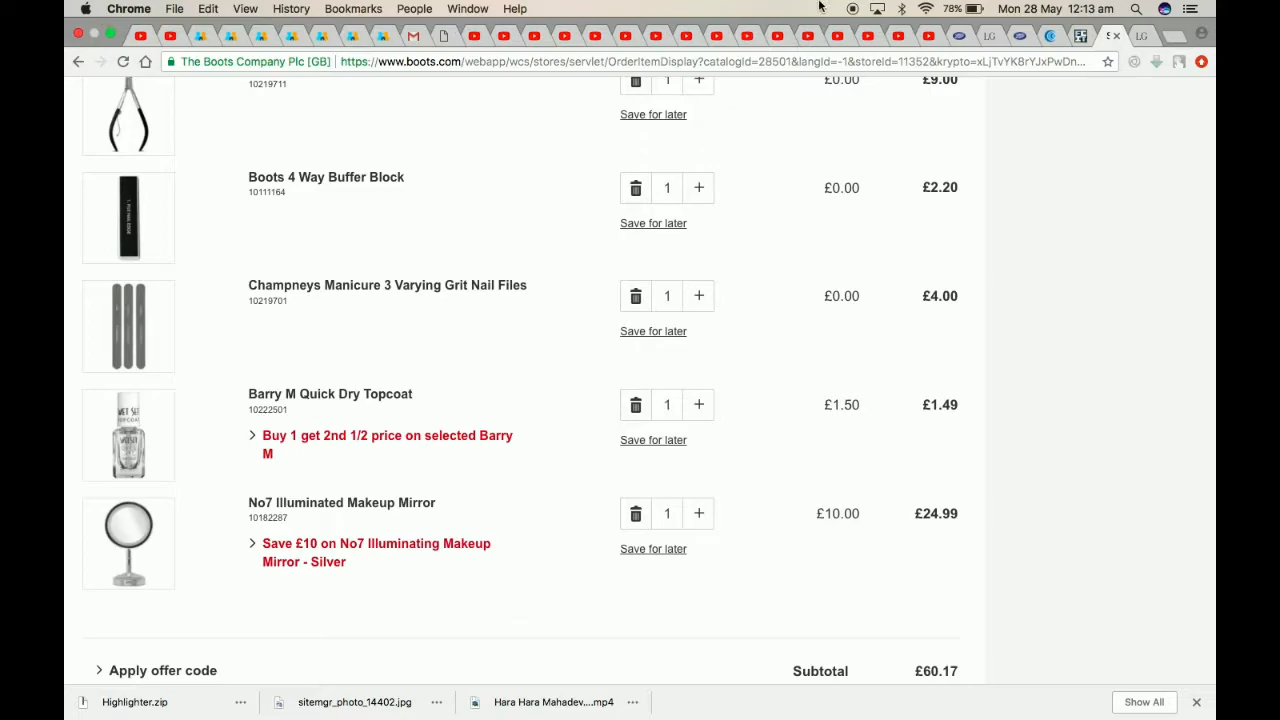 Chrome File Edit View History Bookmarks People Window Help 78% Mon 28 May 12:13 am
LG LG S LG
The Boots Company Plc [GB] https://www.boots.com/webapp/wcs/stores/servlet/OrderItemDisplay?catalogId=28501&langId=-1&storeId=11352&krypto=xLjTvYK8rYJxPwDn...
10219711 1 + £0.00 £9.00
Save for later
Boots 4 Way Buffer Block
10111164
1 + £0.00 £2.20
Save for later
Champneys Manicure 3 Varying Grit Nail Files
10219701
1 + £0.00 £4.00
Save for later
Barry M Quick Dry Topcoat
10222501
1 + £1.50 £1.49
Buy 1 get 2nd 1/2 price on selected Barry
M
Save for later
No7 Illuminated Makeup Mirror
10182287
1 + £10.00 £24.99
Save £10 on No7 Illuminating Makeup
Mirror - Silver
Save for later
Apply offer code Subtotal £60.17
Highlighter.zip sitemgr_photo_14402.jpg Hara Hara Mahadev....mp4 Show All